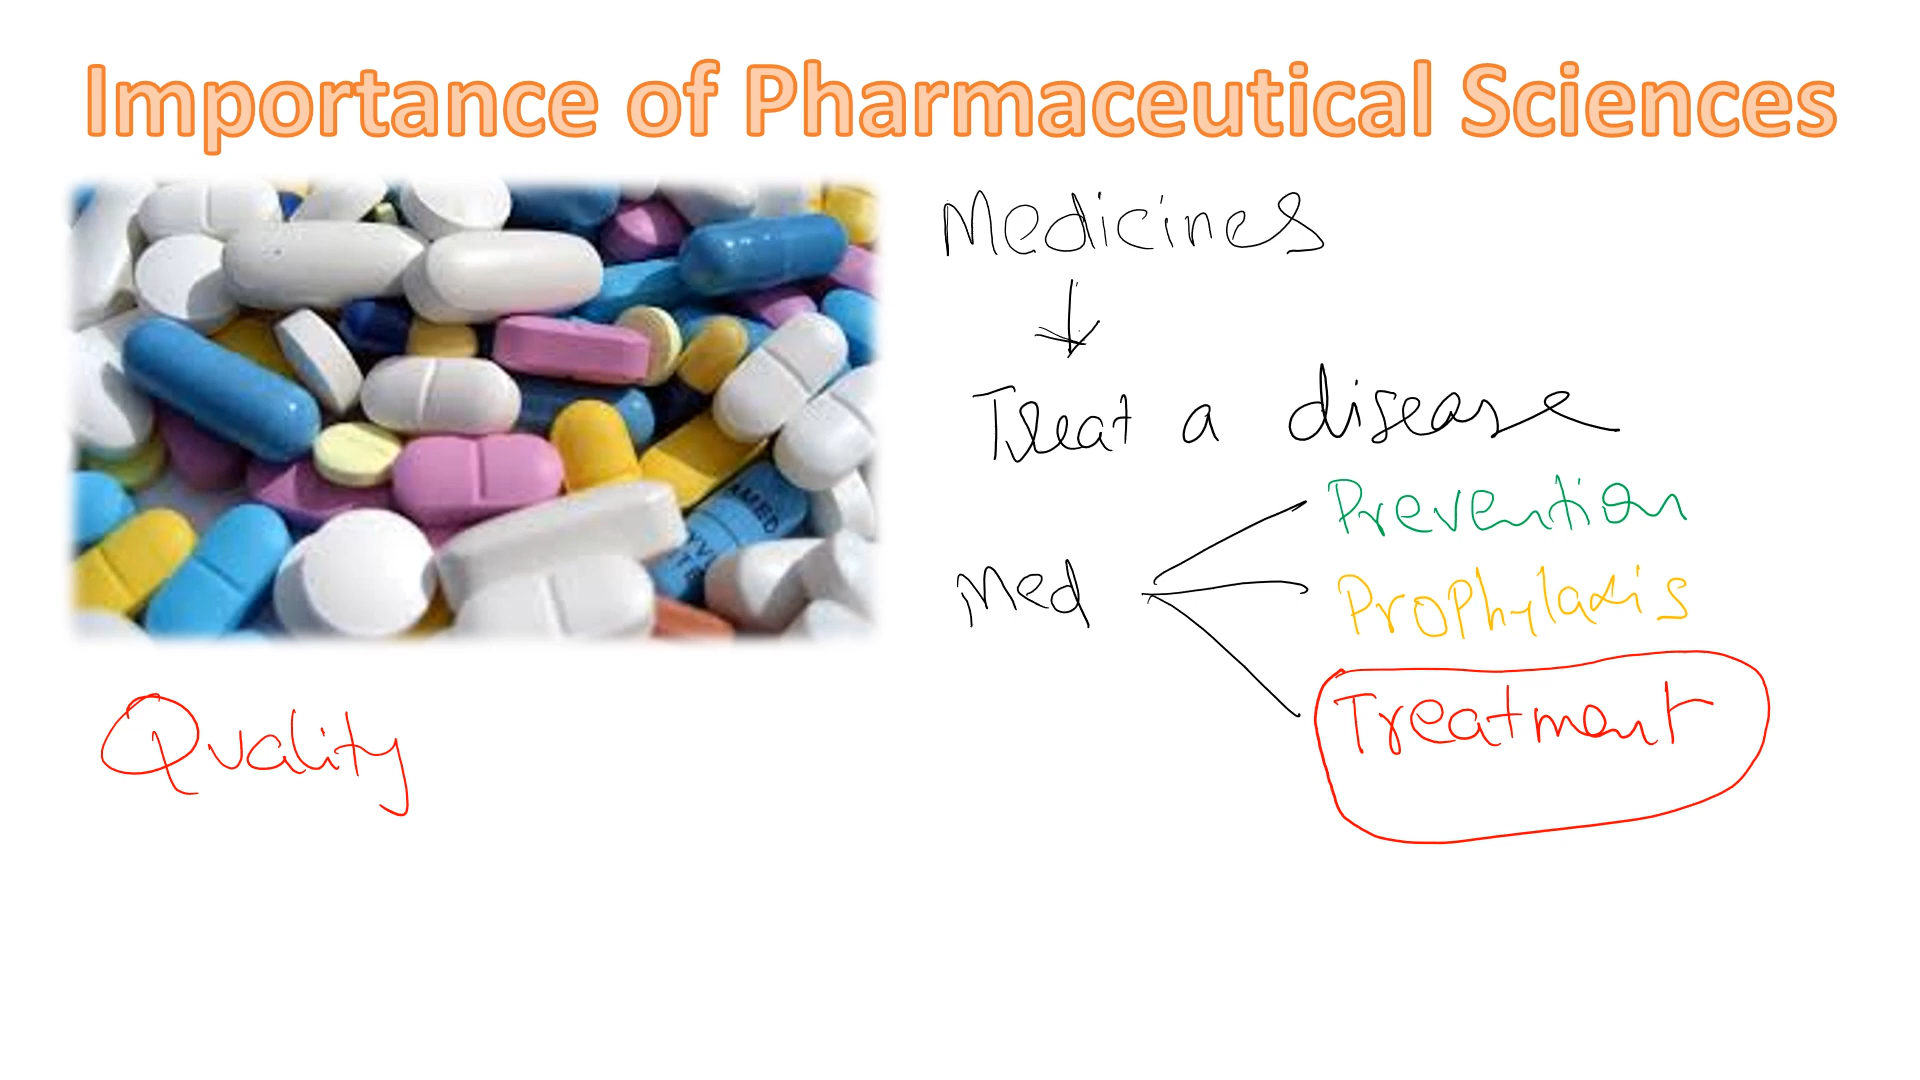 Importance of Pharmaceutical Sciences
Medicines
Treat a disease
Prevention
Med
Prophylaxis
Treatment
Quality